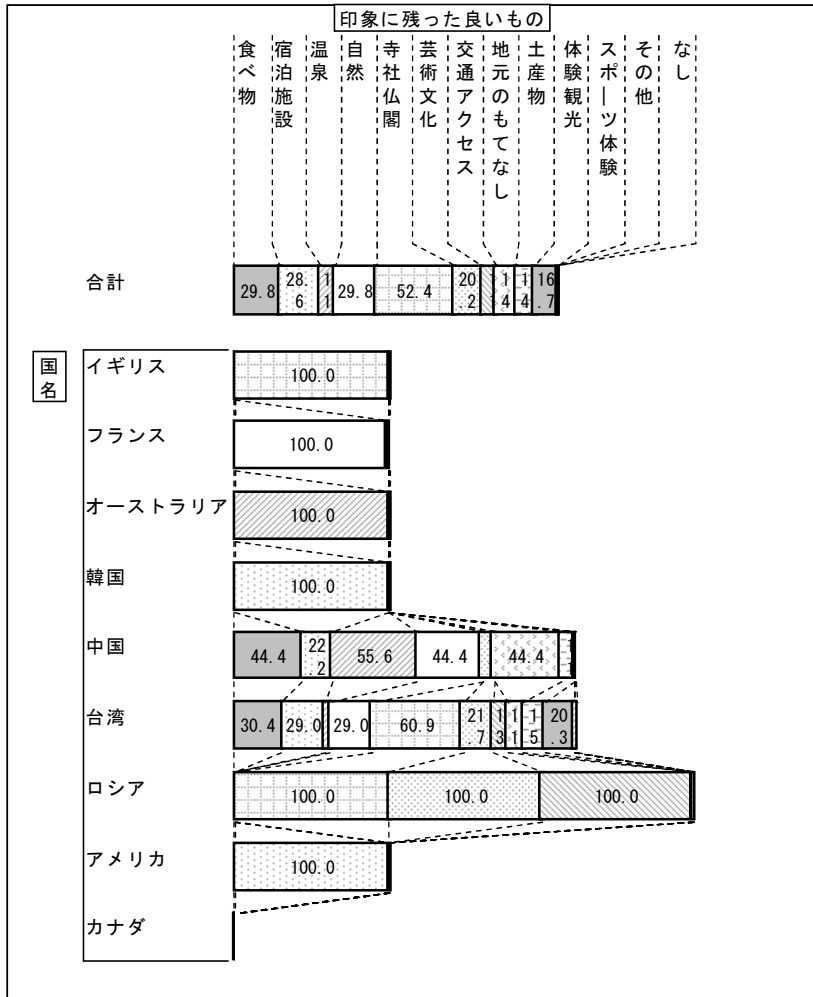 印象に残った良いもの
食べ物
宿泊施設
温泉
自然
寺社仏閣
芸術文化
交通アクセス
地元のもてなし
土産物
体験観光
スポーツ体験
その他
なし
合計
29.8
28.6
11
29.8
52.4
20.2
14
14
16.7
国名
イギリス
100.0
フランス
100.0
オーストラリア
100.0
韓国
100.0
中国
44.4
22.2
55.6
44.4
44.4
台湾
30.4
29.0
29.0
60.9
21.7
13
11
15
20.3
ロシア
100.0
100.0
100.0
アメリカ
100.0
カナダ